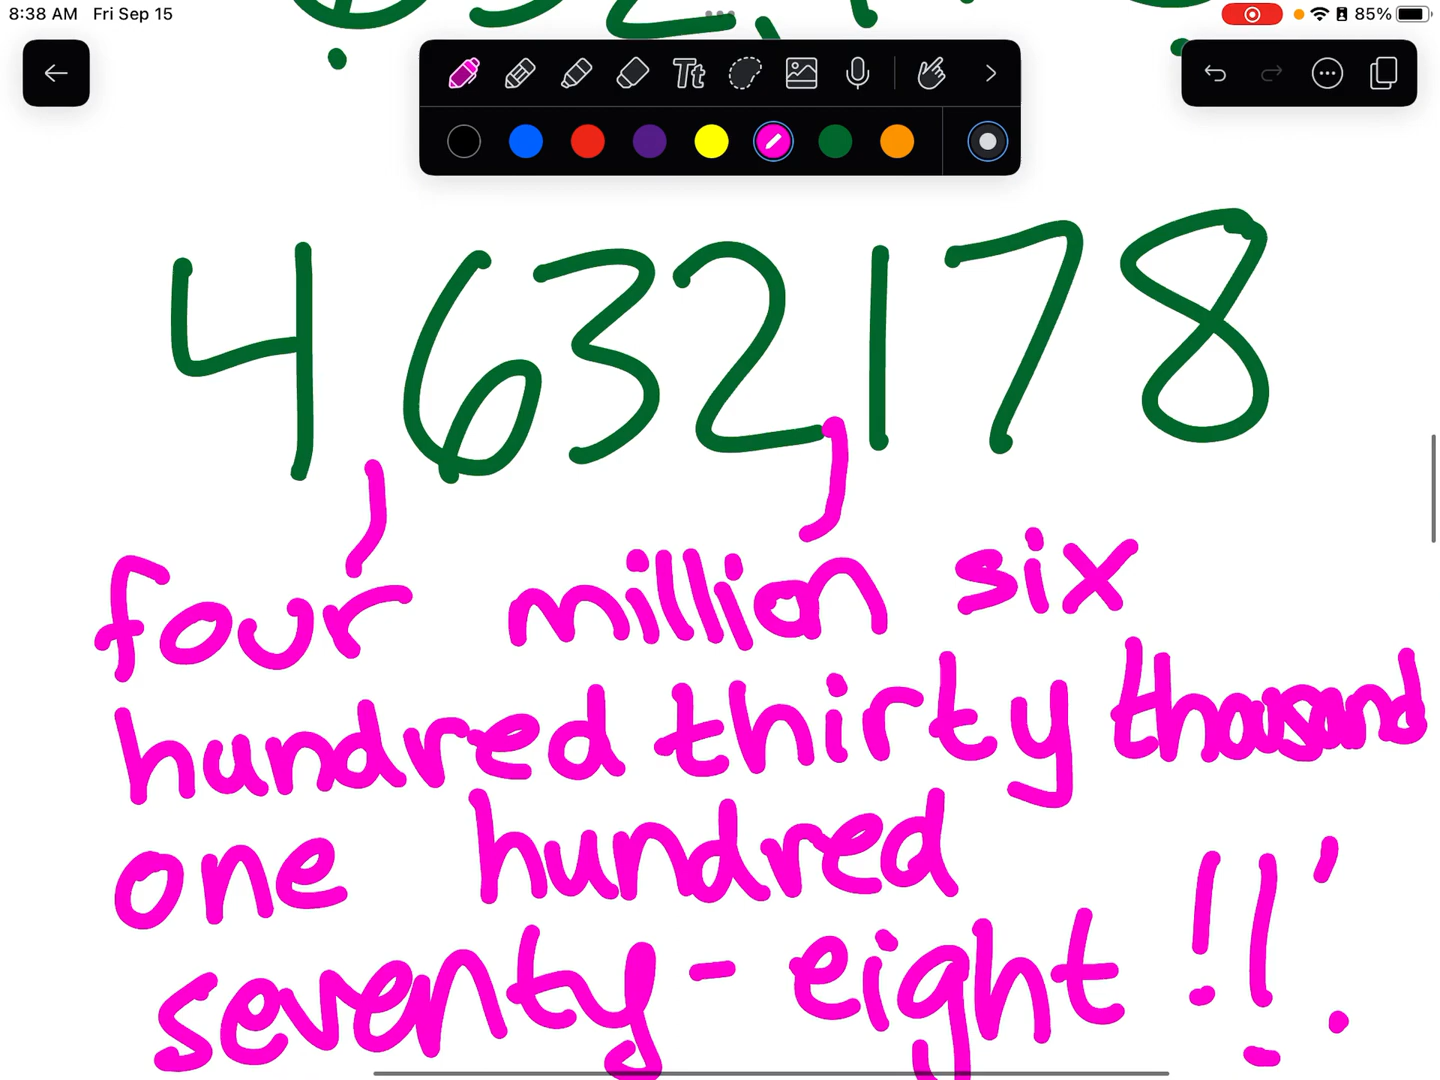 8:38 AM Fri Sep 15
85%
Tt
4,632,178
four million six
hundred thirty thousand
one hundred
seventy-eight !!!